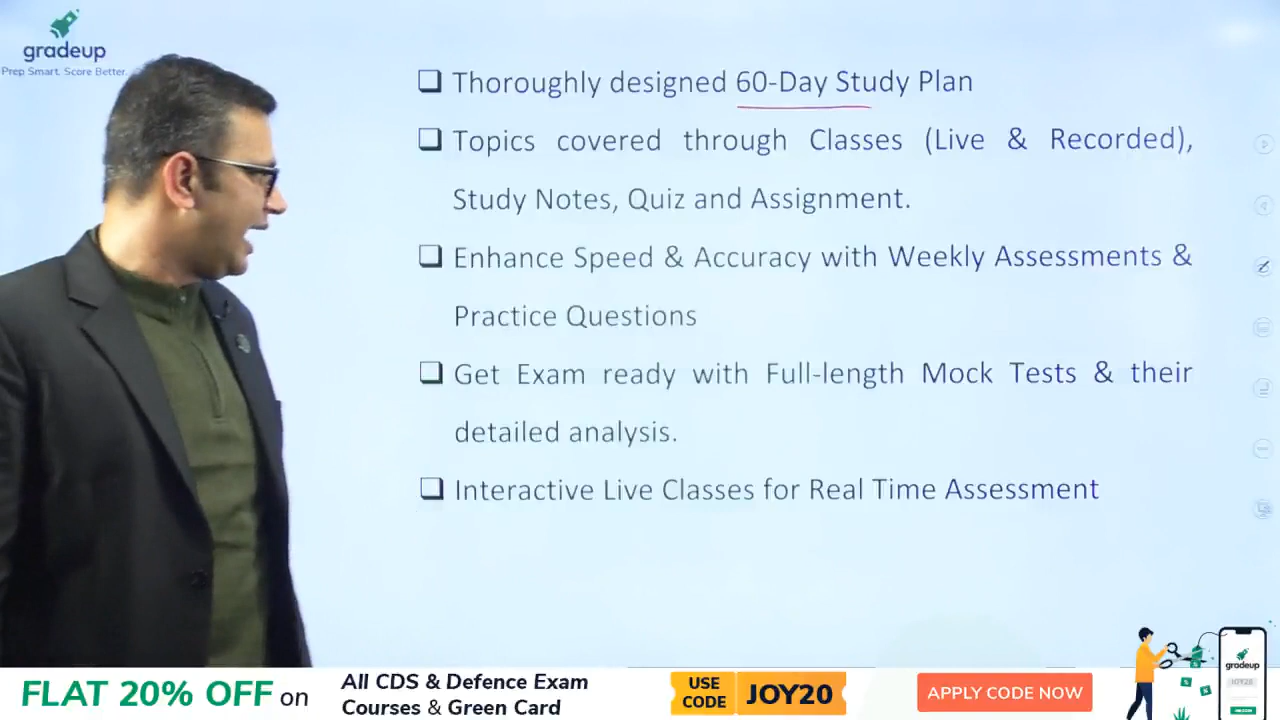 gradeup
Prep Smart. Score Better.
Thoroughly designed 60-Day Study Plan
Topics covered through Classes (Live & Recorded),
Study Notes, Quiz and Assignment.
Enhance Speed & Accuracy with Weekly Assessments &
Practice Questions
Get Exam ready with Full-length Mock Tests & their
detailed analysis.
Interactive Live Classes for Real Time Assessment
FLAT 20% OFF on
All CDS & Defence Exam
Courses & Green Card
USE
CODE
JOY20
APPLY CODE NOW
gradeup
JOY20